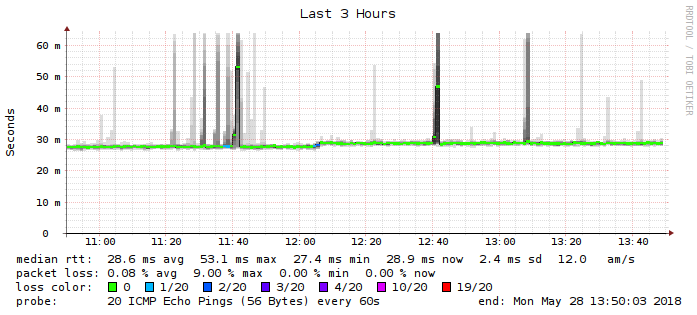 Last 3 Hours
RRDTOOL / TOBI OETIKER
Seconds
60 m
50 m
40 m
30 m
20 m
10 m
0
11:00 11:20 11:40 12:00 12:20 12:40 13:00 13:20 13:40
median rtt: 28.6 ms avg 53.1 ms max 27.4 ms min 28.9 ms now 2.4 ms sd 12.0 am/s
packet loss: 0.08 % avg 9.00 % max 0.00 % min 0.00 % now
loss color: 0 1/20 2/20 3/20 4/20 10/20 19/20
probe: 20 ICMP Echo Pings (56 Bytes) every 60s end: Mon May 28 13:50:03 2018